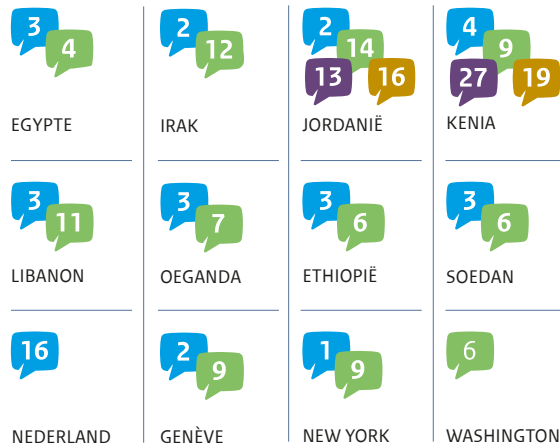 3 4
EGYPTE
2 12
IRAK
2 14
13 16
JORDANIË
4 9
27 19
KENIA
3 11
LIBANON
3 7
OEGANDA
3 6
ETHIOPIË
3 6
SOEDAN
16
NEDERLAND
2 9
GENÈVE
1 9
NEW YORK
6
WASHINGTON